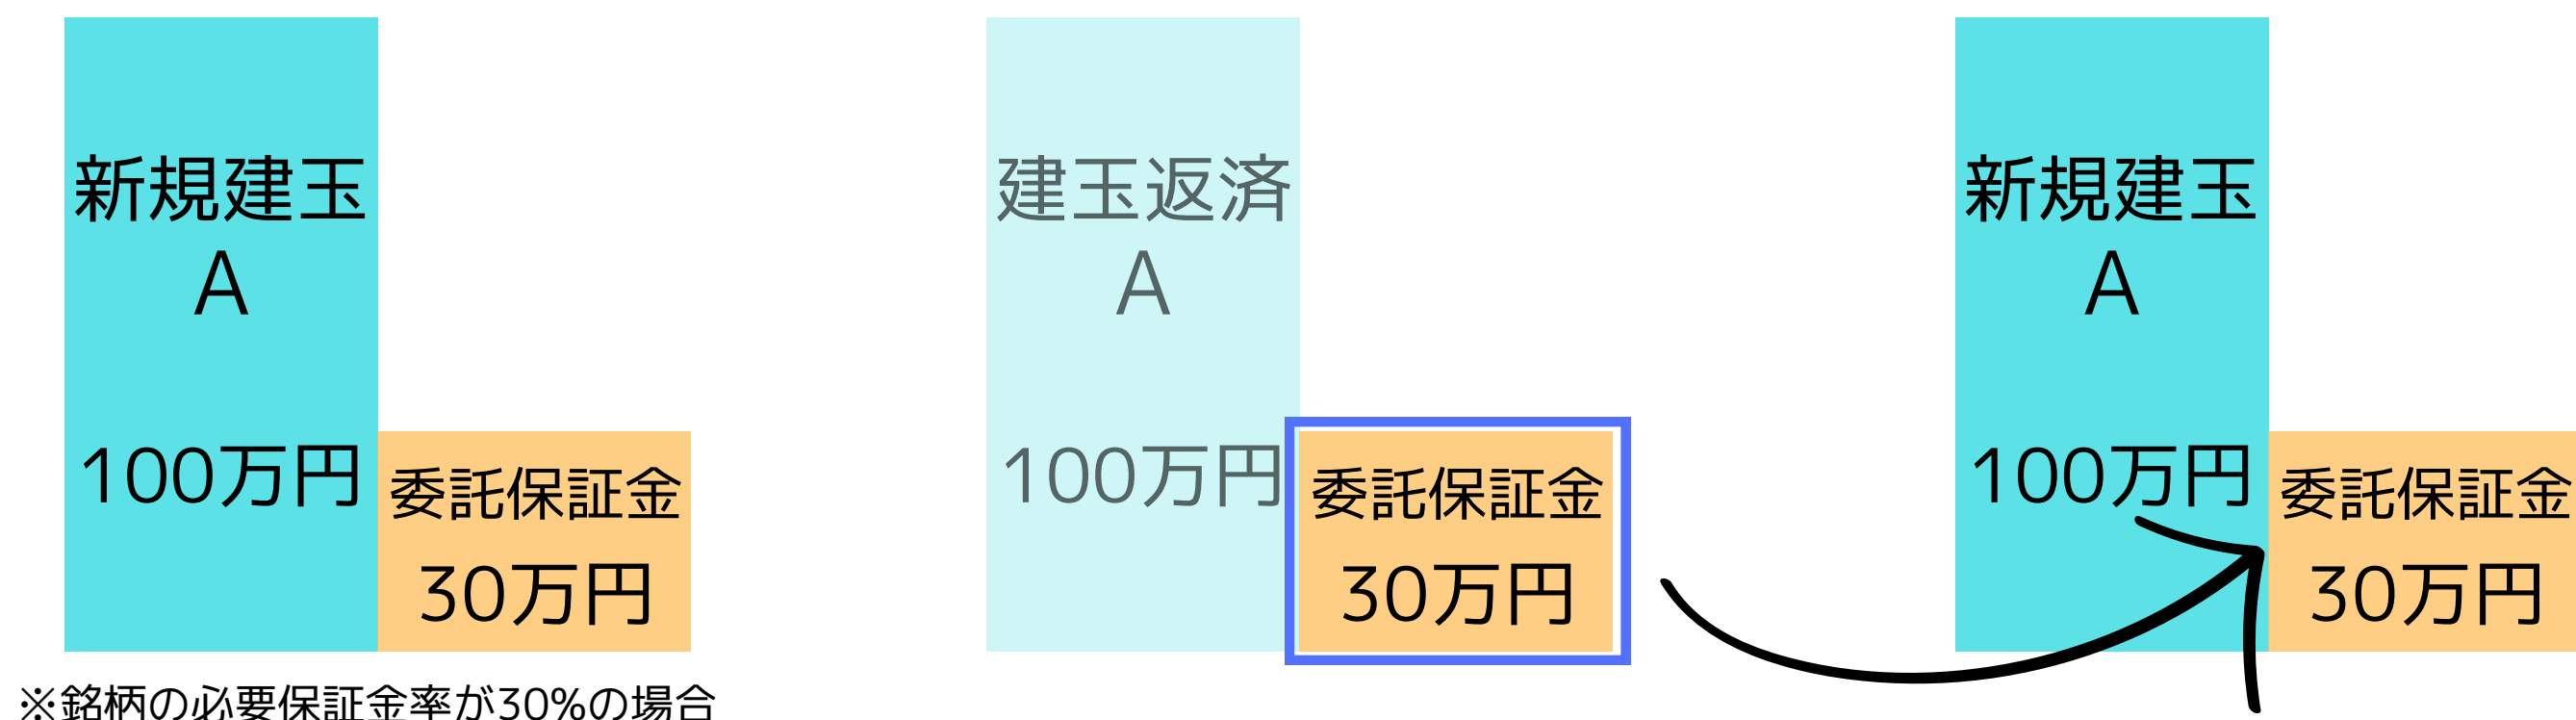 新規建玉
A
100万円
委託保証金
30万円
建玉返済
A
100万円
委託保証金
30万円
新規建玉
A
100万円
委託保証金
30万円
※銘柄の必要保証金率が30%の場合